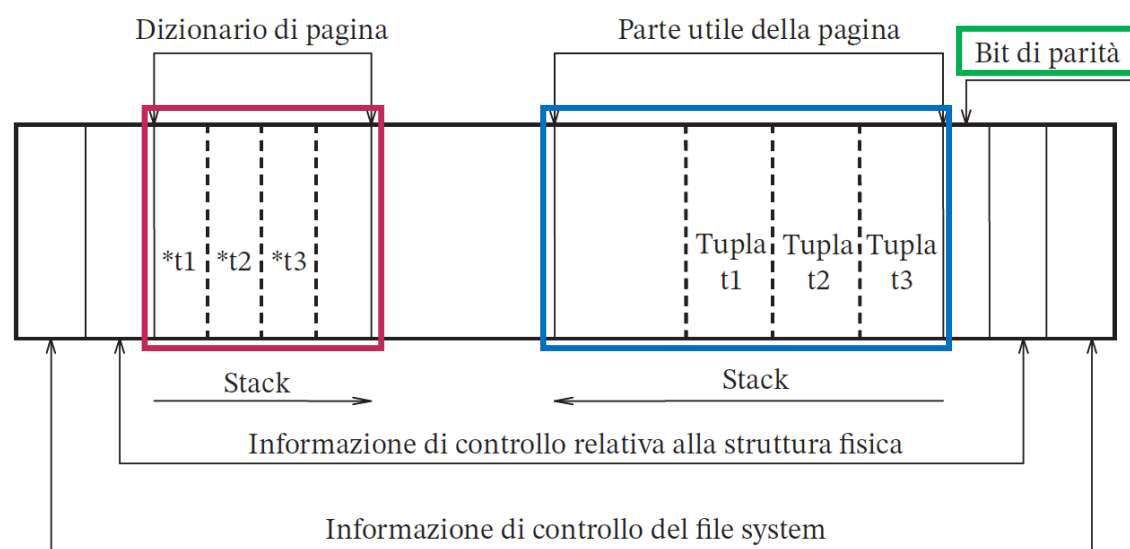 Dizionario di pagina
Parte utile della pagina
Bit di parità
*t1
*t2
*t3
Tupla
t1
Tupla
t2
Tupla
t3
Stack
Stack
Informazione di controllo relativa alla struttura fisica
Informazione di controllo del file system